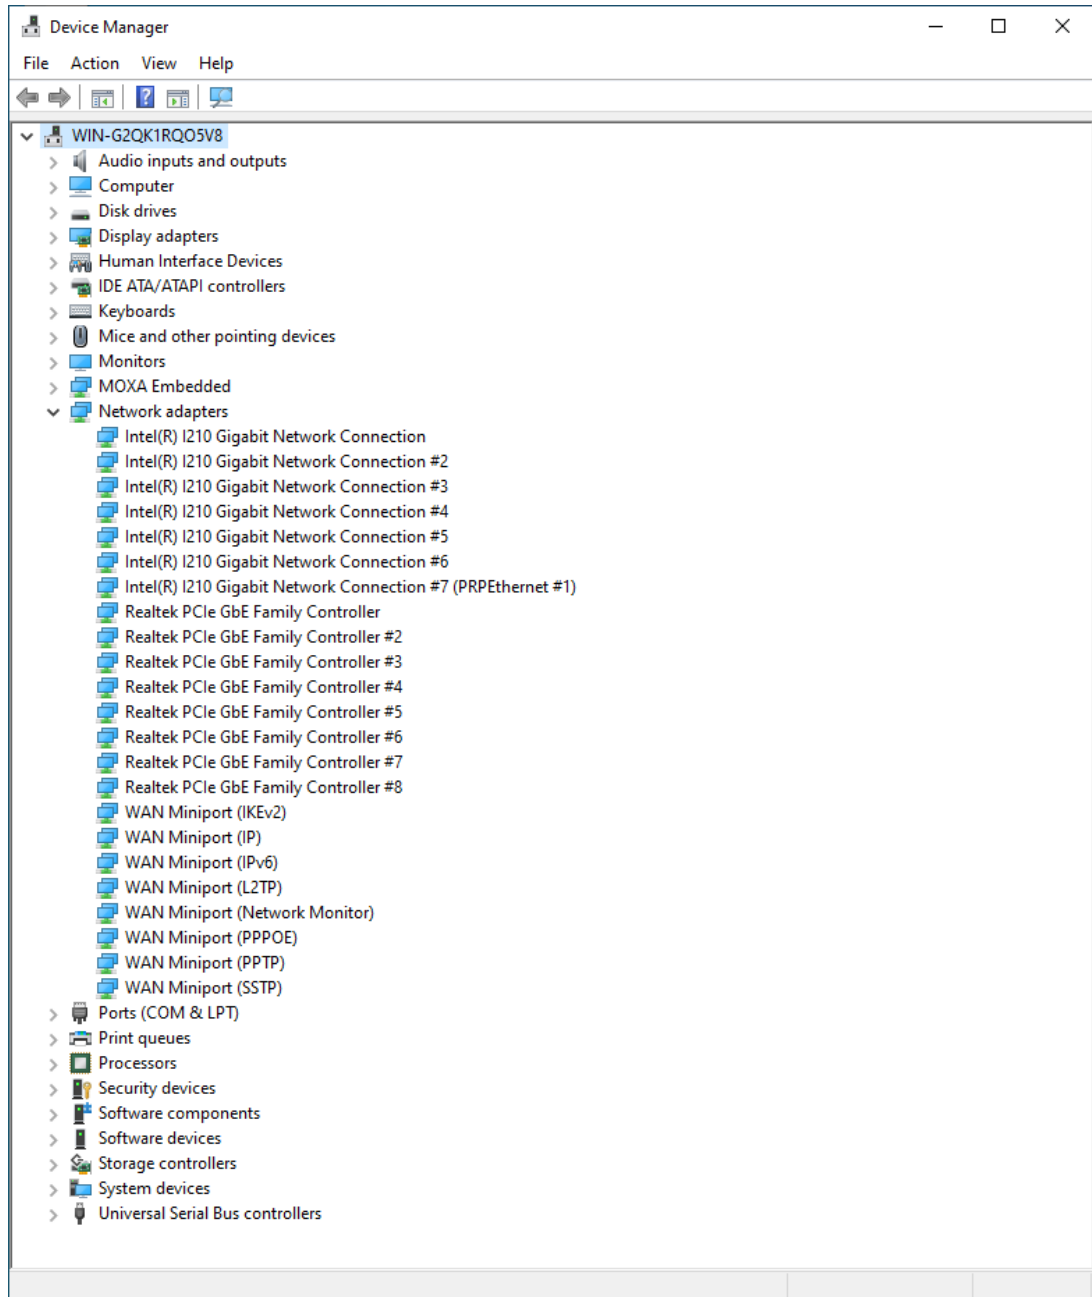 Device Manager
File Action View Help
WIN-G2QK1RQO5V8
Audio inputs and outputs
Computer
Disk drives
Display adapters
Human Interface Devices
IDE ATA/ATAPI controllers
Keyboards
Mice and other pointing devices
Monitors
MOXA Embedded
Network adapters
Intel(R) I210 Gigabit Network Connection
Intel(R) I210 Gigabit Network Connection #2
Intel(R) I210 Gigabit Network Connection #3
Intel(R) I210 Gigabit Network Connection #4
Intel(R) I210 Gigabit Network Connection #5
Intel(R) I210 Gigabit Network Connection #6
Intel(R) I210 Gigabit Network Connection #7 (PRPEthernet #1)
Realtek PCIe GbE Family Controller
Realtek PCIe GbE Family Controller #2
Realtek PCIe GbE Family Controller #3
Realtek PCIe GbE Family Controller #4
Realtek PCIe GbE Family Controller #5
Realtek PCIe GbE Family Controller #6
Realtek PCIe GbE Family Controller #7
Realtek PCIe GbE Family Controller #8
WAN Miniport (IKEv2)
WAN Miniport (IP)
WAN Miniport (IPv6)
WAN Miniport (L2TP)
WAN Miniport (Network Monitor)
WAN Miniport (PPPOE)
WAN Miniport (PPTP)
WAN Miniport (SSTP)
Ports (COM & LPT)
Print queues
Processors
Security devices
Software components
Software devices
Storage controllers
System devices
Universal Serial Bus controllers